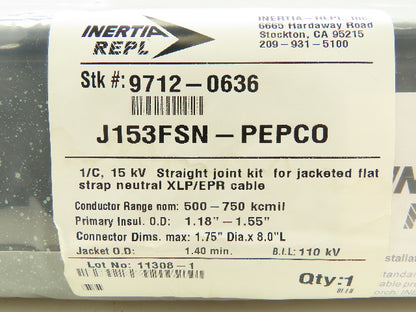 INERTIA
REPL
INERTIA - REPL, Inc
6665 Hardaway Road
Stockton, CA 95215
209-931-5100
Stk #: 9712-0636
J153FSN-PEPCO
1/C, 15 kV Straight joint kit for jacketed flat
strap neutral XLP/EPR cable
Conductor Range nom: 500-750 kcmil
Primary Insul. O.D: 1.18"-1.55"
Connector Dims. max: 1.75" Dia.x 8.0"L
Jacket O.D: 1.40 min. B.I.L: 110 kV
Lot No: 11308-1
Qty:1